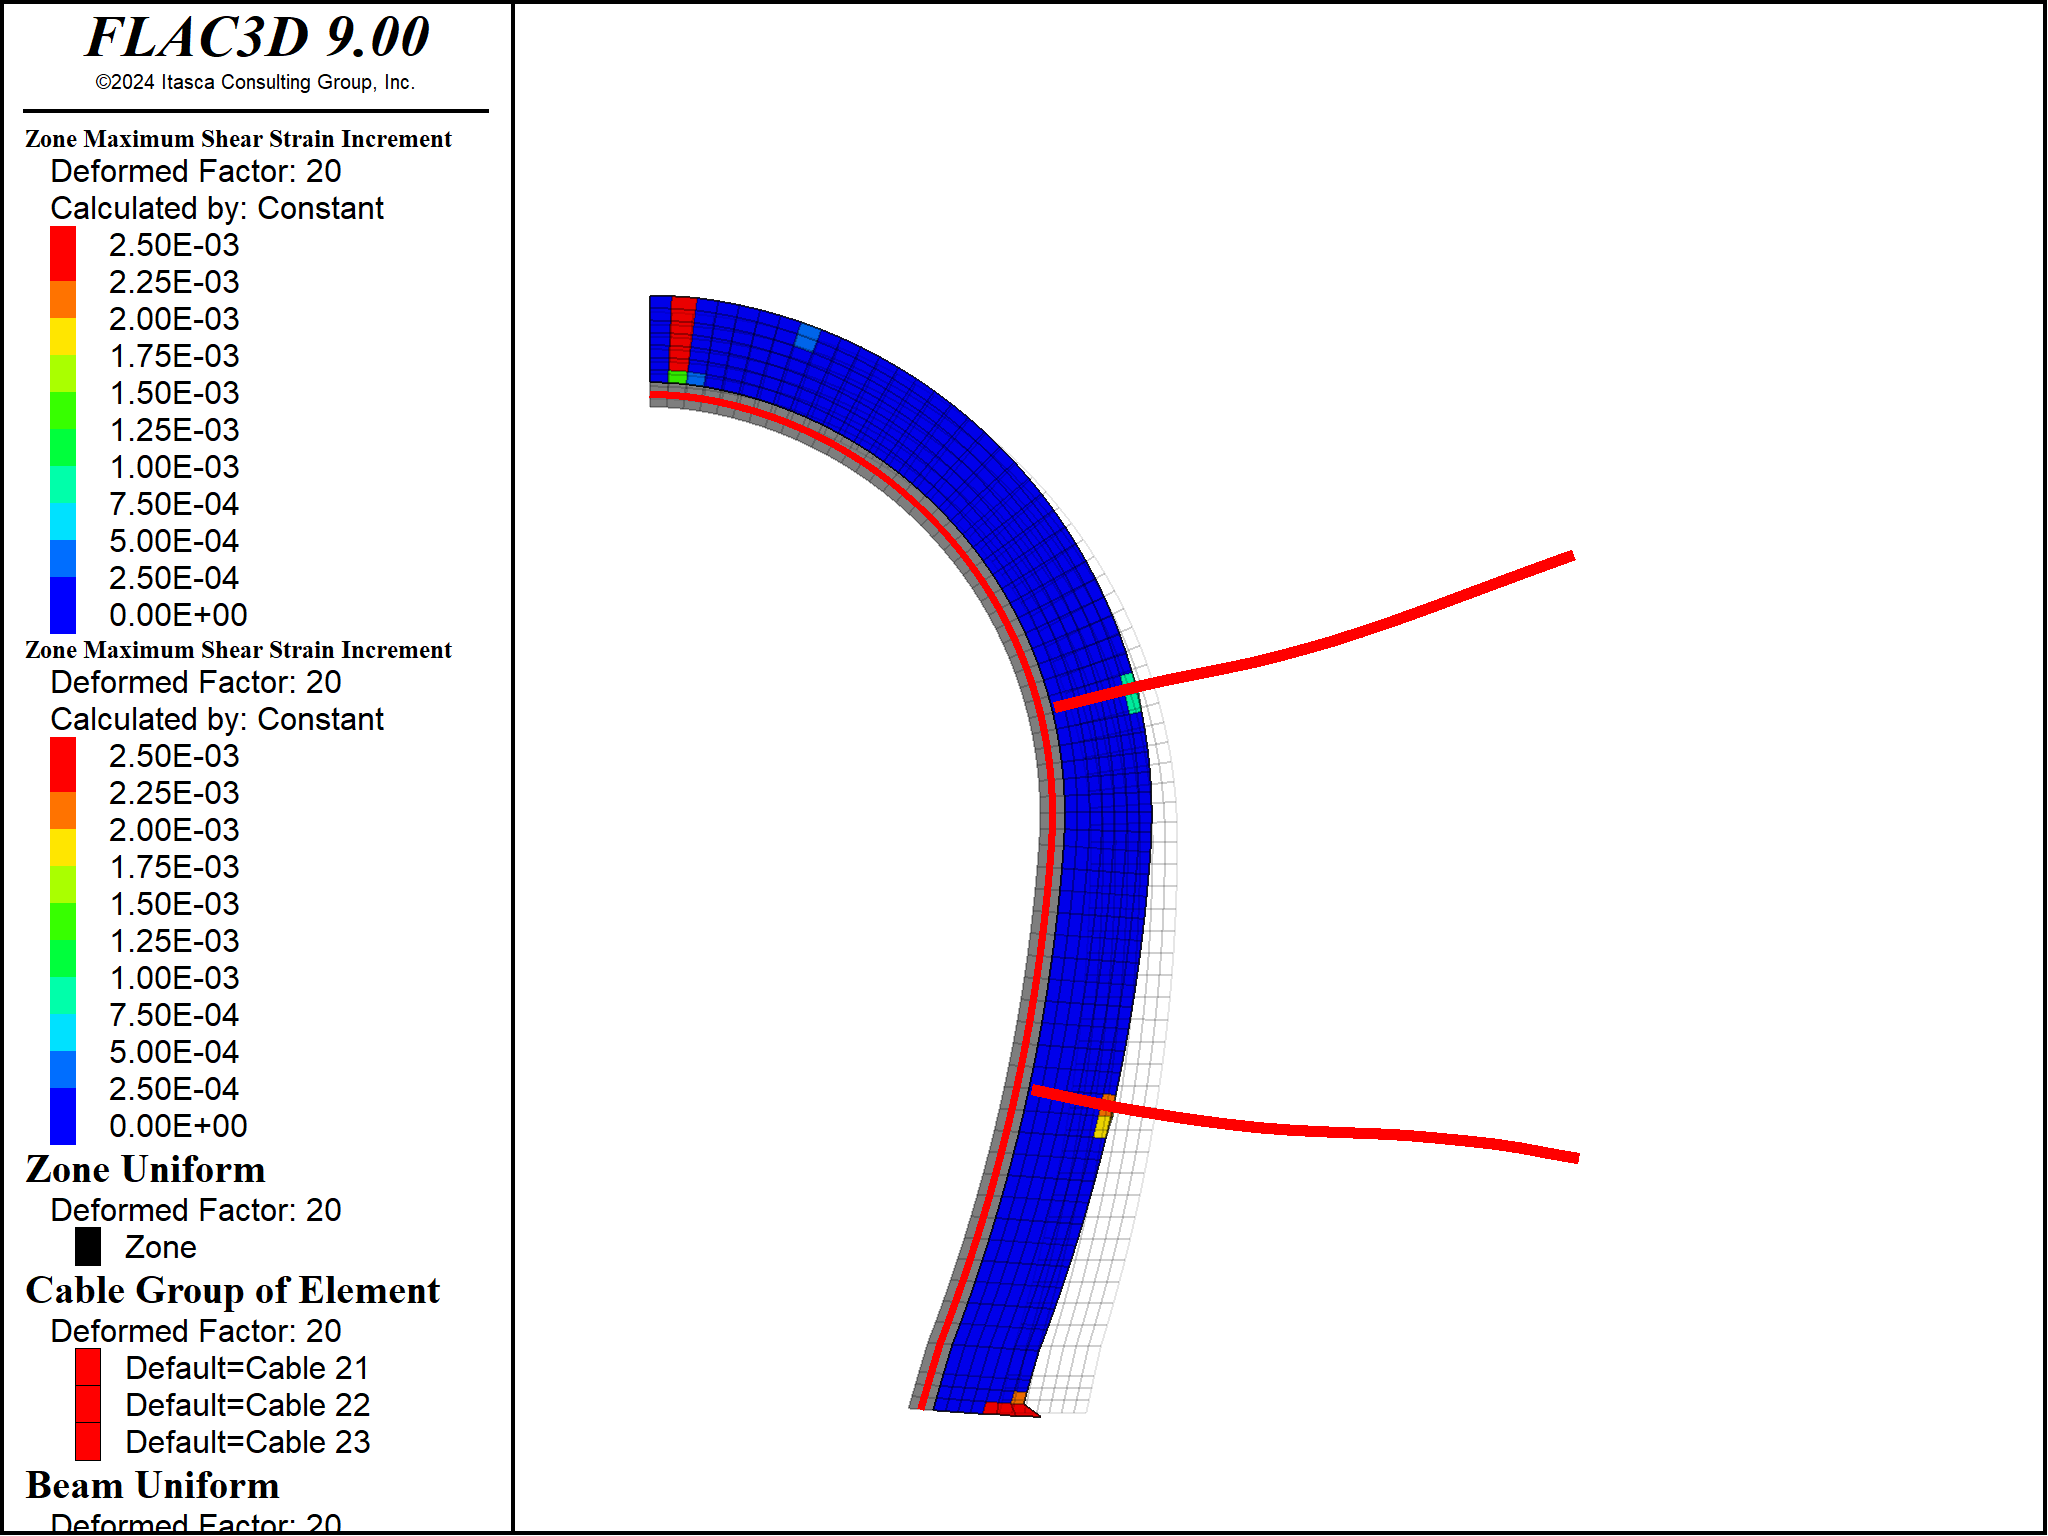 FLAC3D 9.00
©2024 Itasca Consulting Group, Inc.
Zone Maximum Shear Strain Increment
Deformed Factor: 20
Calculated by: Constant
2.50E-03
2.25E-03
2.00E-03
1.75E-03
1.50E-03
1.25E-03
1.00E-03
7.50E-04
5.00E-04
2.50E-04
0.00E+00
Zone Maximum Shear Strain Increment
Deformed Factor: 20
Calculated by: Constant
2.50E-03
2.25E-03
2.00E-03
1.75E-03
1.50E-03
1.25E-03
1.00E-03
7.50E-04
5.00E-04
2.50E-04
0.00E+00
Zone Uniform
Deformed Factor: 20
Zone
Cable Group of Element
Deformed Factor: 20
Default=Cable 21
Default=Cable 22
Default=Cable 23
Beam Uniform
Deformed Factor: 20